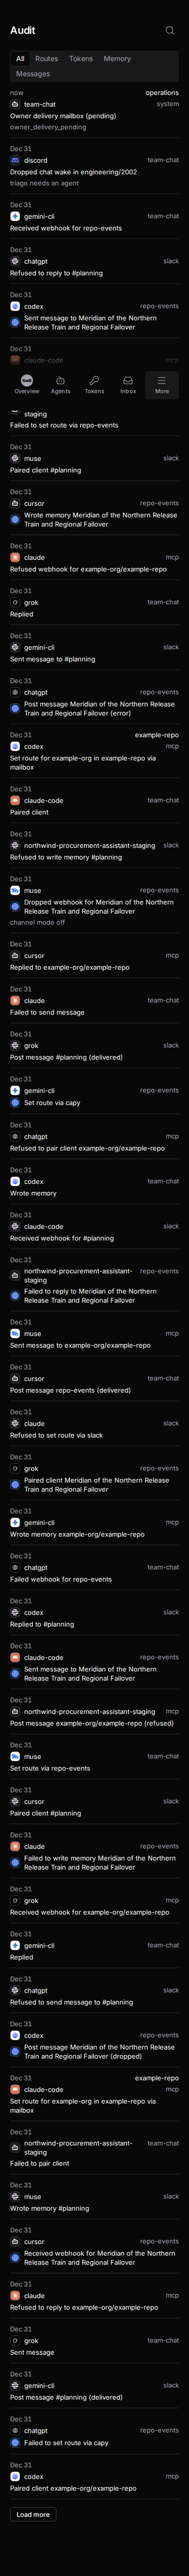 Audit
All Routes Tokens Memory
Messages
now operations
team-chat system
Owner delivery mailbox (pending)
owner_delivery_pending
Dec 31
discord team-chat
Dropped chat wake in engineering/2002
triage needs an agent
Dec 31
gemini-cli team-chat
Received webhook for repo-events
Dec 31
chatgpt slack
Refused to reply to #planning
Dec 31
codex repo-events
Sent message to Meridian of the Northern
Release Train and Regional Failover
Dec 31
claude-code mcp
Overview Agents Tokens Inbox More
staging
Failed to set route via repo-events
Dec 31
muse slack
Paired client #planning
Dec 31
cursor repo-events
Wrote memory Meridian of the Northern Release
Train and Regional Failover
Dec 31
claude mcp
Refused webhook for example-org/example-repo
Dec 31
grok team-chat
Replied
Dec 31
gemini-cli slack
Sent message to #planning
Dec 31
chatgpt repo-events
Post message Meridian of the Northern Release
Train and Regional Failover (error)
Dec 31 example-repo
codex mcp
Set route for example-org in example-repo via
mailbox
Dec 31
claude-code team-chat
Paired client
Dec 31
northwind-procurement-assistant-staging slack
Refused to write memory #planning
Dec 31
muse repo-events
Dropped webhook for Meridian of the Northern
Release Train and Regional Failover
channel mode off
Dec 31
cursor mcp
Replied to example-org/example-repo
Dec 31
claude team-chat
Failed to send message
Dec 31
grok slack
Post message #planning (delivered)
Dec 31
gemini-cli repo-events
Set route via capy
Dec 31
chatgpt mcp
Refused to pair client example-org/example-repo
Dec 31
codex team-chat
Wrote memory
Dec 31
claude-code slack
Received webhook for #planning
Dec 31
northwind-procurement-assistant- repo-events
staging
Failed to reply to Meridian of the Northern
Release Train and Regional Failover
Dec 31
muse mcp
Sent message to example-org/example-repo
Dec 31
cursor team-chat
Post message repo-events (delivered)
Dec 31
claude slack
Refused to set route via slack
Dec 31
grok repo-events
Paired client Meridian of the Northern Release
Train and Regional Failover
Dec 31
gemini-cli mcp
Wrote memory example-org/example-repo
Dec 31
chatgpt team-chat
Failed webhook for repo-events
Dec 31
codex slack
Replied to #planning
Dec 31
claude-code repo-events
Sent message to Meridian of the Northern
Release Train and Regional Failover
Dec 31
northwind-procurement-assistant-staging mcp
Post message example-org/example-repo (refused)
Dec 31
muse team-chat
Set route via repo-events
Dec 31
cursor slack
Paired client #planning
Dec 31
claude repo-events
Failed to write memory Meridian of the Northern
Release Train and Regional Failover
Dec 31
grok mcp
Received webhook for example-org/example-repo
Dec 31
gemini-cli team-chat
Replied
Dec 31
chatgpt slack
Refused to send message to #planning
Dec 31
codex repo-events
Post message Meridian of the Northern Release
Train and Regional Failover (dropped)
Dec 31 example-repo
claude-code mcp
Set route for example-org in example-repo via
mailbox
Dec 31
northwind-procurement-assistant- team-chat
staging
Failed to pair client
Dec 31
muse slack
Wrote memory #planning
Dec 31
cursor repo-events
Received webhook for Meridian of the Northern
Release Train and Regional Failover
Dec 31
claude mcp
Refused to reply to example-org/example-repo
Dec 31
grok team-chat
Sent message
Dec 31
gemini-cli slack
Post message #planning (delivered)
Dec 31
chatgpt repo-events
Failed to set route via capy
Dec 31
codex mcp
Paired client example-org/example-repo
Load more